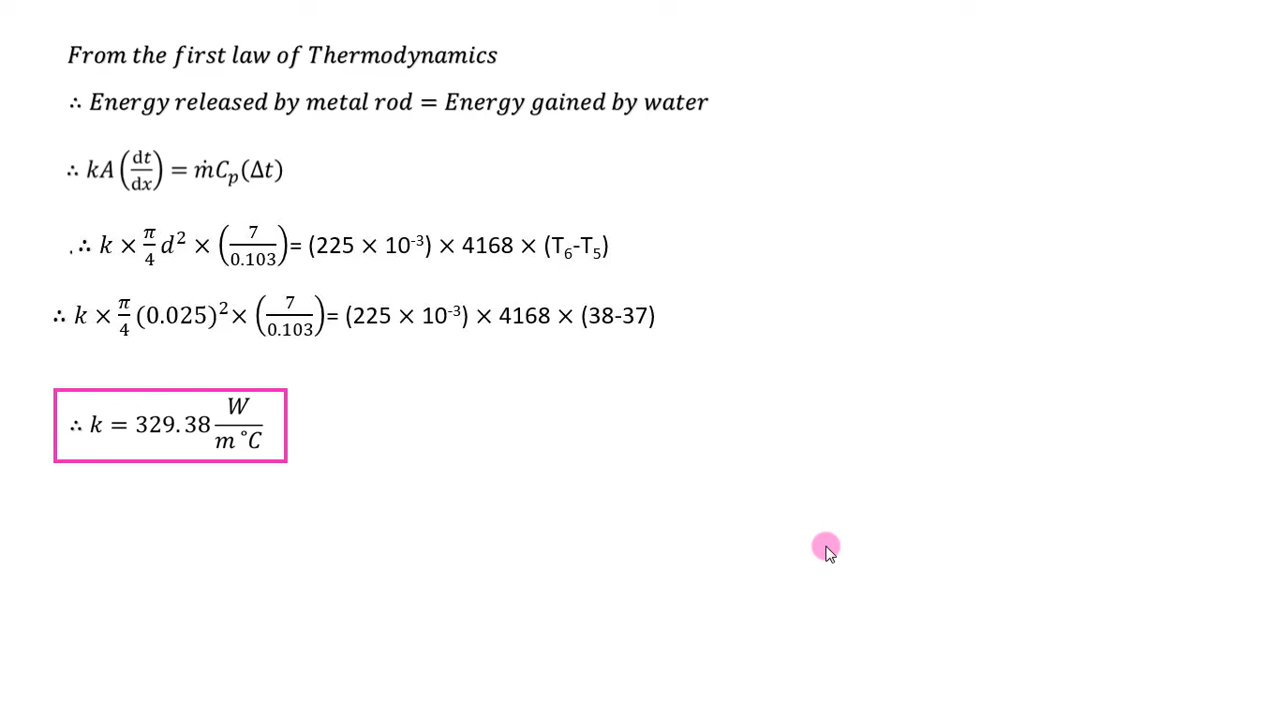 From the first law of Thermodynamics
∴ Energy released by metal rod = Energy gained by water
∴ kA(dt/dx) = ṁCₚ(Δt)
.∴ k × π/4 d² × (7/0.103)= (225 × 10⁻³) × 4168 × (T₆-T₅)
∴ k × π/4 (0.025)²× (7/0.103)= (225 × 10⁻³) × 4168 × (38-37)
∴ k = 329.38 W/m °C